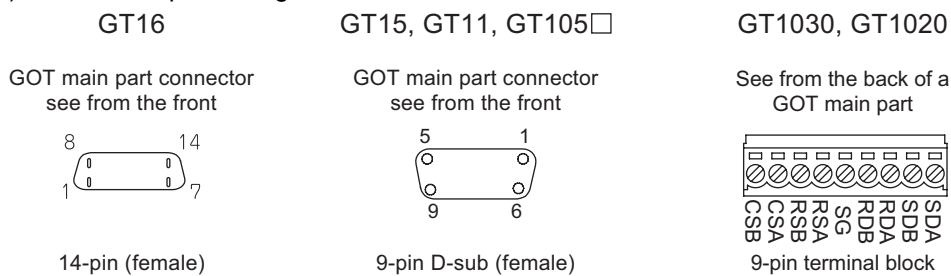 GT16
GOT main part connector
see from the front
8 14
1 7
14-pin (female)
GT15, GT11, GT105□
GOT main part connector
see from the front
5 1
9 6
9-pin D-sub (female)
GT1030, GT1020
See from the back of a
GOT main part
CSB
CSA
RSB
RSA
SG
RDB
RDA
SDB
SDA
9-pin terminal block